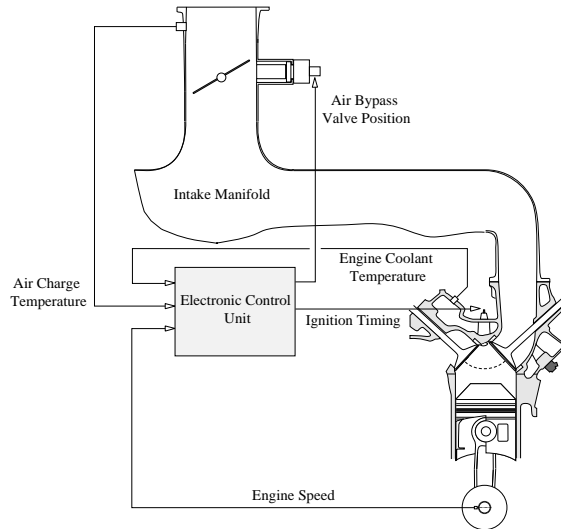 Air Bypass
Valve Position
Intake Manifold
Engine Coolant
Temperature
Air Charge
Temperature
Electronic Control
Unit
Ignition Timing
Engine Speed